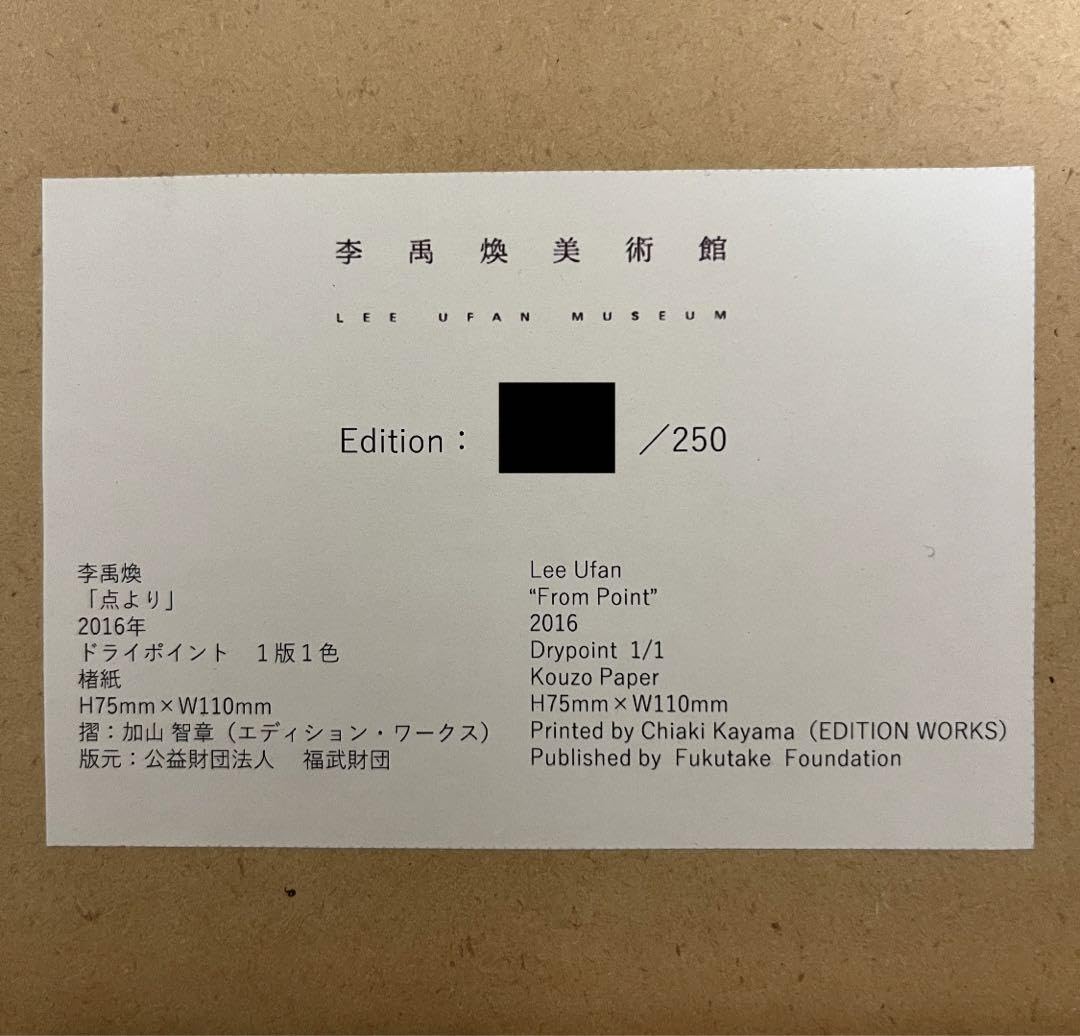 李禹煥美術館
LEE UFAN MUSEUM
Edition： ／250
李禹煥
「点より」
2016年
ドライポイント　１版１色
楮紙
H75mm×W110mm
摺：加山 智章（エディション・ワークス）
版元：公益財団法人　福武財団
Lee Ufan
“From Point”
2016
Drypoint 1/1
Kouzo Paper
H75mm×W110mm
Printed by Chiaki Kayama（EDITION WORKS）
Published by Fukutake Foundation